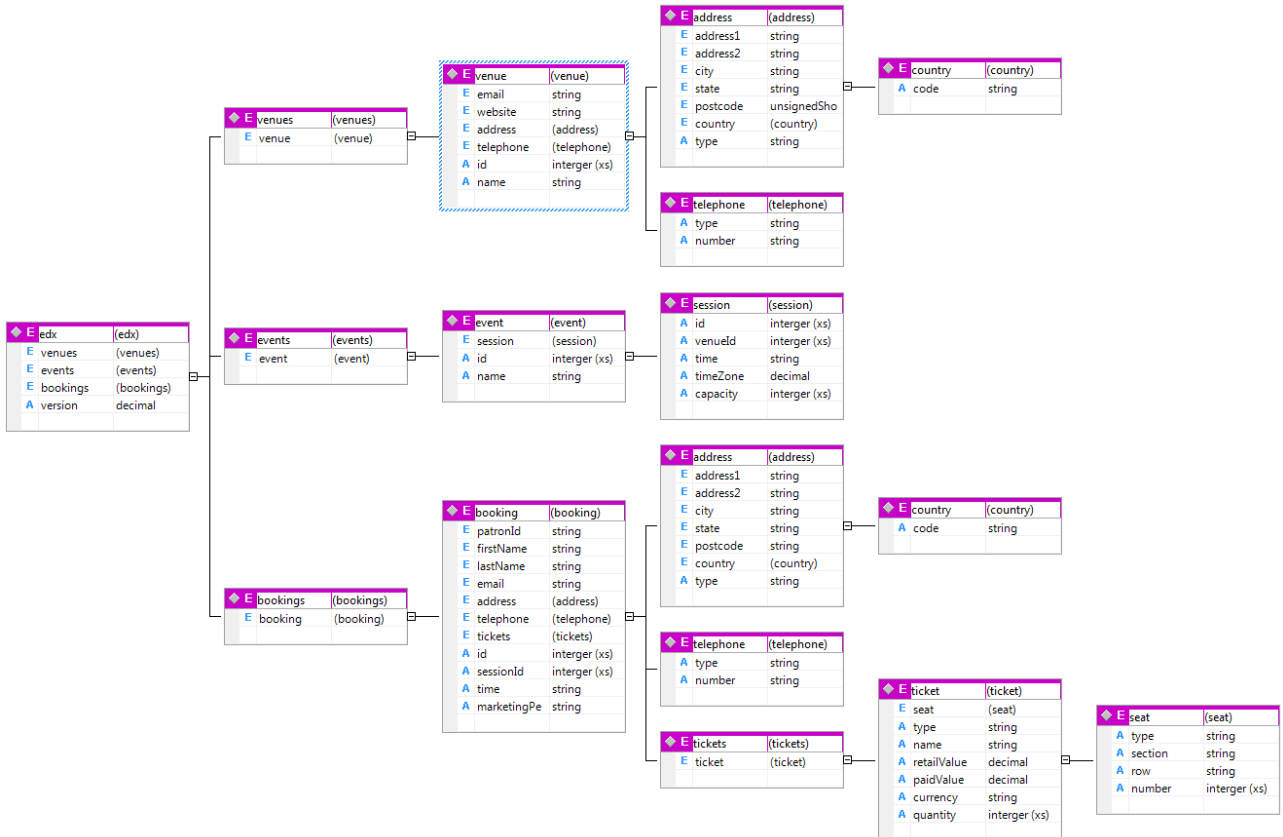 E address (address)
E address1 string
E address2 string
E city string
E state string
E postcode unsignedSho
E country (country)
A type string
E country (country)
A code string
E venue (venue)
E email string
E website string
E address (address)
E telephone (telephone)
A id interger (xs)
A name string
E venues (venues)
E venue (venue)
E telephone (telephone)
A type string
A number string
E session (session)
A id interger (xs)
A venueId interger (xs)
A time string
A timeZone decimal
A capacity interger (xs)
E event (event)
E session (session)
A id interger (xs)
A name string
E events (events)
E event (event)
E edx (edx)
E venues (venues)
E events (events)
E bookings (bookings)
A version decimal
E address (address)
E address1 string
E address2 string
E city string
E state string
E postcode string
E country (country)
A type string
E country (country)
A code string
E booking (booking)
E patronId string
E firstName string
E lastName string
E email string
E address (address)
E telephone (telephone)
E tickets (tickets)
A id interger (xs)
A sessionId interger (xs)
A time string
A marketingPe string
E bookings (bookings)
E booking (booking)
E telephone (telephone)
A type string
A number string
E tickets (tickets)
E ticket (ticket)
E ticket (ticket)
E seat (seat)
A type string
A name string
A retailValue decimal
A paidValue decimal
A currency string
A quantity interger (xs)
E seat (seat)
A type string
A section string
A row string
A number interger (xs)